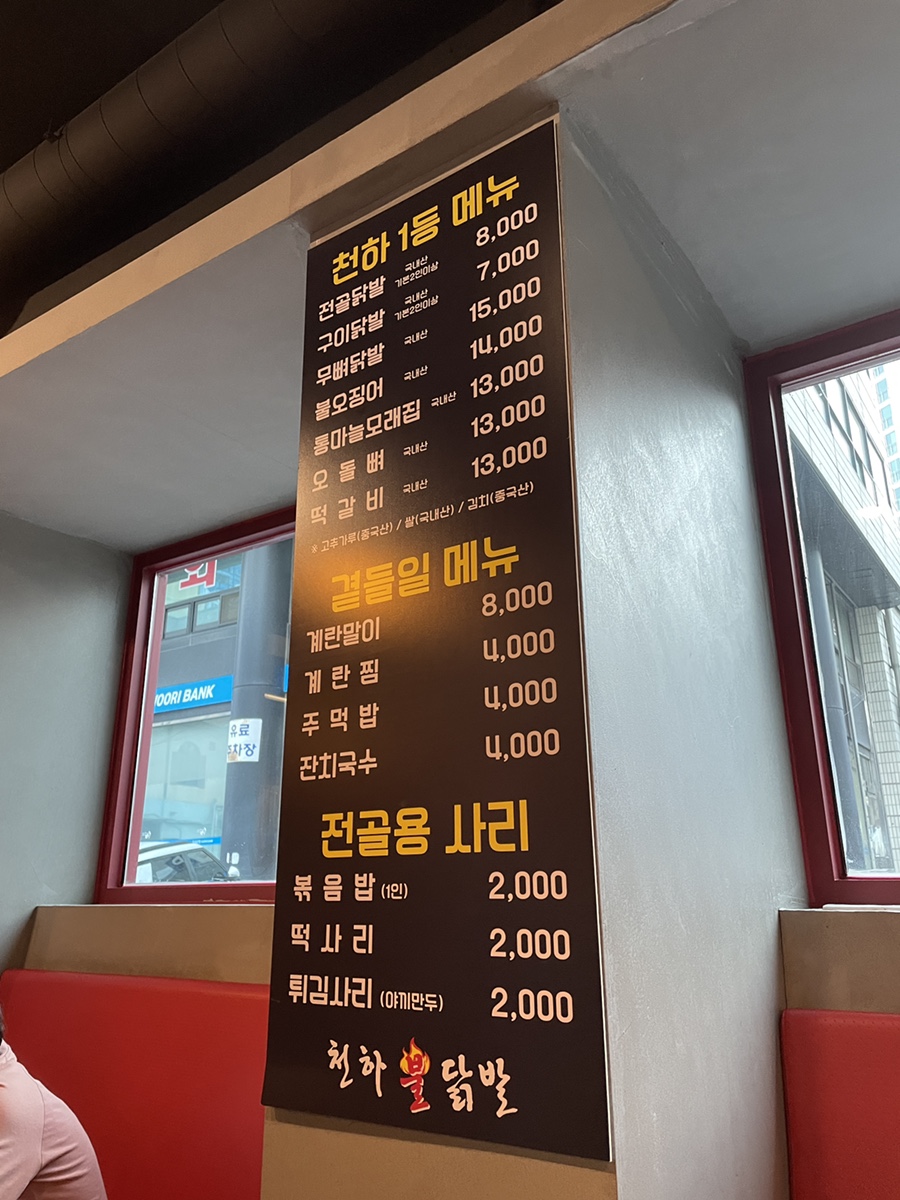 천하 1등 메뉴
전골닭발 국내산 기본2인이상 8,000
구이닭발 국내산 기본2인이상 7,000
무뼈닭발 국내산 15,000
불오징어 국내산 14,000
통마늘모래집 국내산 13,000
오돌뼈 국내산 13,000
떡갈비 국내산 13,000
※ 고추가루(중국산) / 쌀(국내산) / 김치(중국산)
곁들일 메뉴
계란말이 8,000
계란찜 4,000
주먹밥 4,000
잔치국수 4,000
전골용 사리
볶음밥 (1인) 2,000
떡사리 2,000
튀김사리 (야끼만두) 2,000
천하불닭발
회
WOORI BANK
유료
주차장